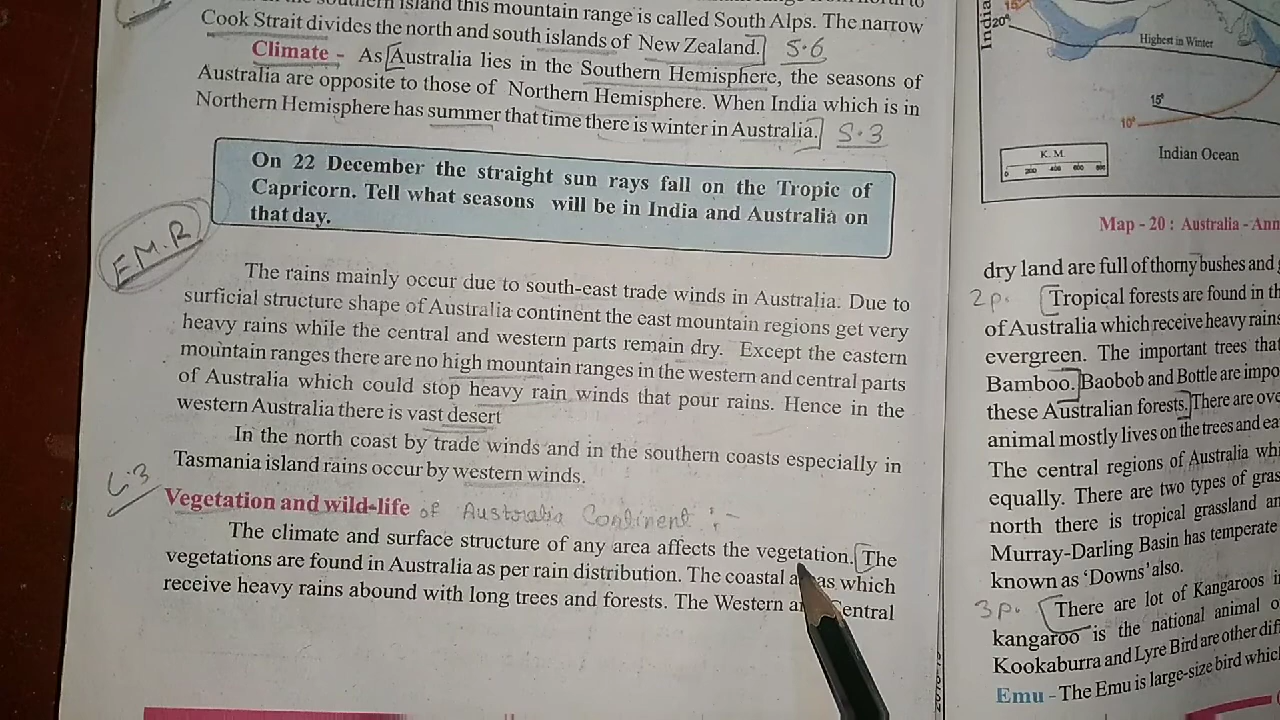 southern island this mountain range is called South Alps. The narrow
Cook Strait divides the north and south islands of New Zealand.] S.6
Climate - As [Australia lies in the Southern Hemisphere, the seasons of
Australia are opposite to those of Northern Hemisphere. When India which is in
Northern Hemisphere has summer that time there is winter in Australia.] S.3
On 22 December the straight sun rays fall on the Tropic of
Capricorn. Tell what seasons will be in India and Australia on
that day.
E.M.R
The rains mainly occur due to south-east trade winds in Australia. Due to
surficial structure shape of Australia continent the east mountain regions get very
heavy rains while the central and western parts remain dry. Except the eastern
mountain ranges there are no high mountain ranges in the western and central parts
of Australia which could stop heavy rain winds that pour rains. Hence in the
western Australia there is vast desert
In the north coast by trade winds and in the southern coasts especially in
Tasmania island rains occur by western winds.
L.3
Vegetation and wild-life of Australia Continent :-
The climate and surface structure of any area affects the vegetation. [The
vegetations are found in Australia as per rain distribution. The coastal which
receive heavy rains abound with long trees and forests. The Western entral
India
20°
15°
Highest in Winter
15°
10°
K. M.
0 200 400 600 800
Indian Ocean
Map - 20 : Australia - Ann
dry land are full of thorny bushes and
2p. [Tropical forests are found in th
of Australia which receive heavy rains
evergreen. The important trees that
Bamboo.] Baobob and Bottle are impo
these Australian forests.] There are ove
animal mostly lives on the trees and ea
The central regions of Australia whi
equally. There are two types of gras
north there is tropical grassland an
Murray-Darling Basin has temperate
known as 'Downs' also.
3p. [There are lot of Kangaroos i
kangaroo is the national animal o
Kookaburra and Lyre Bird are other dif
Emu - The Emu is large-size bird whic